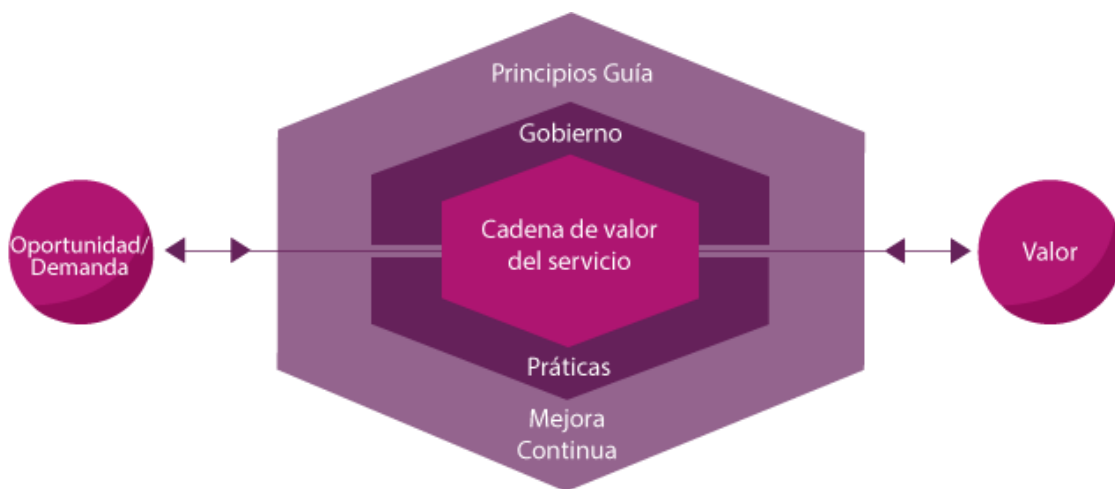 Principios Guía
Gobierno
Oportunidad/
Demanda
Cadena de valor
del servicio
Valor
Práticas
Mejora
Continua